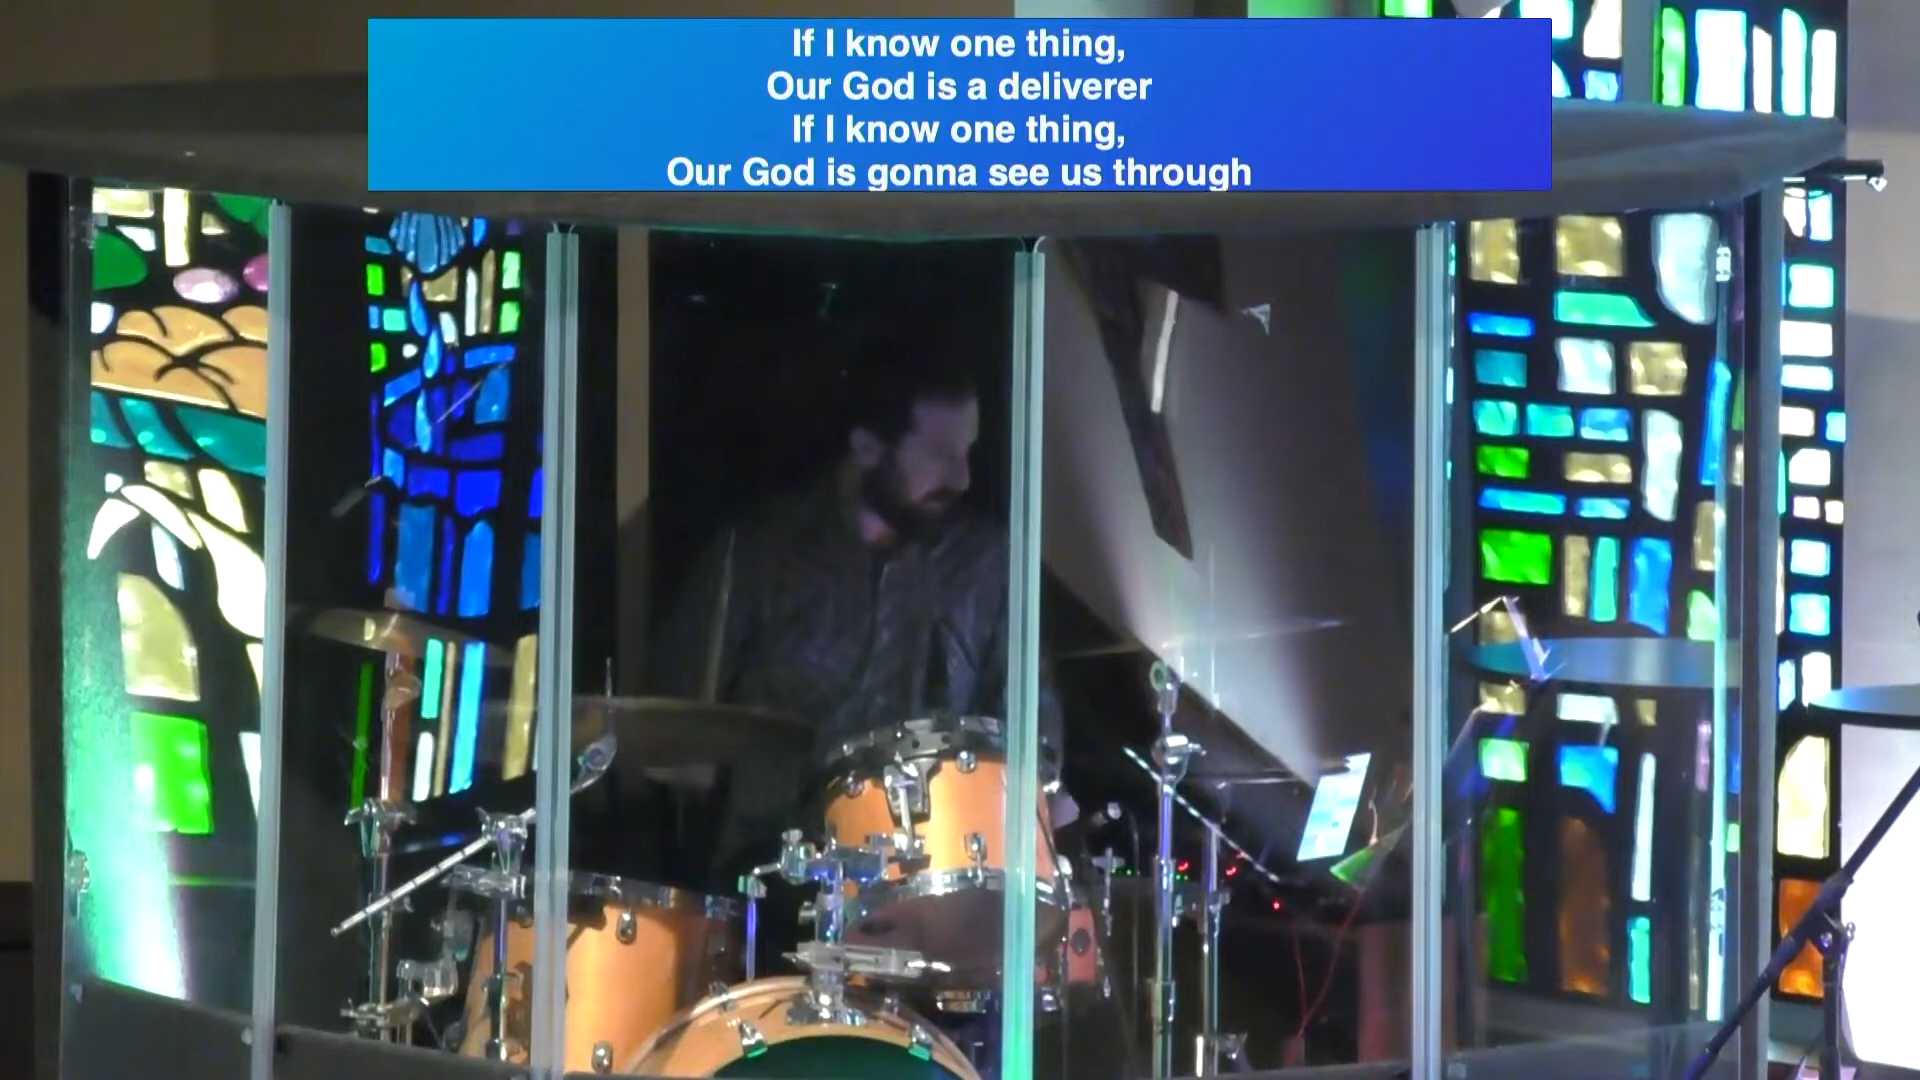 If I know one thing,
Our God is a deliverer
If I know one thing,
Our God is gonna see us through